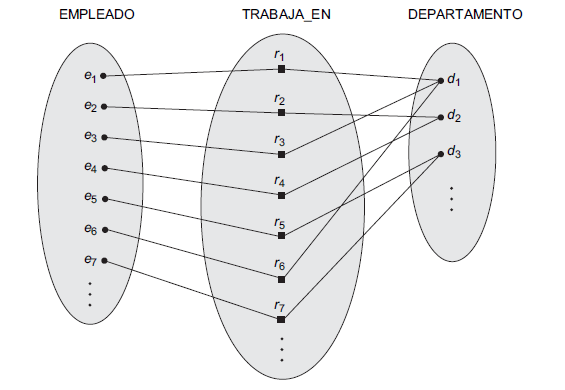 EMPLEADO TRABAJA_EN DEPARTAMENTO
e1
e2
e3
e4
e5
e6
e7
r1
r2
r3
r4
r5
r6
r7
d1
d2
d3